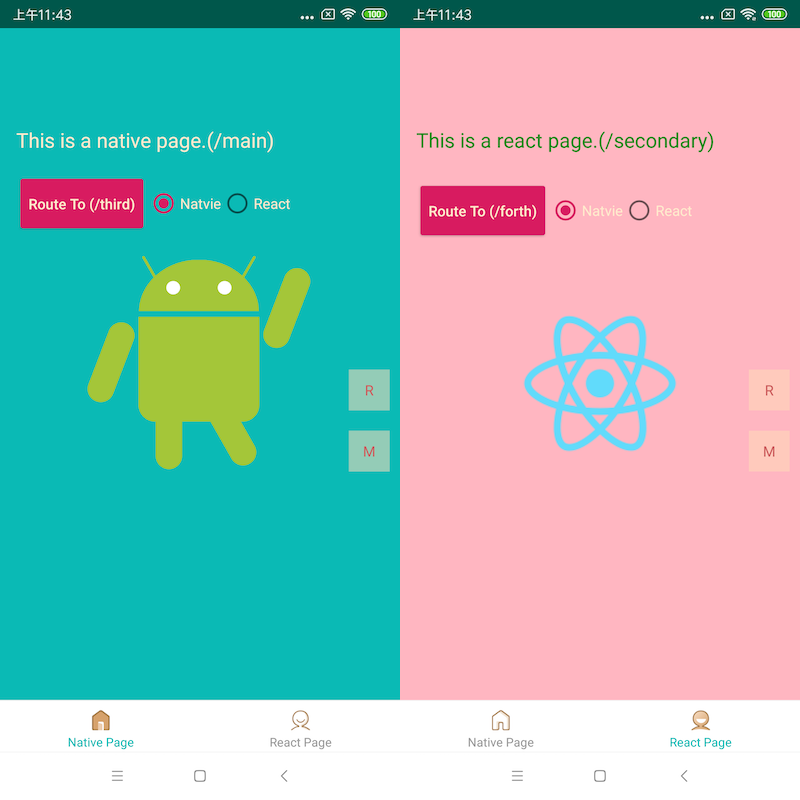 上午11:43
100
This is a native page.(/main)
Route To (/third)
Natvie
React
R
M
Native Page
React Page
上午11:43
100
This is a react page.(/secondary)
Route To (/forth)
Natvie
React
R
M
Native Page
React Page